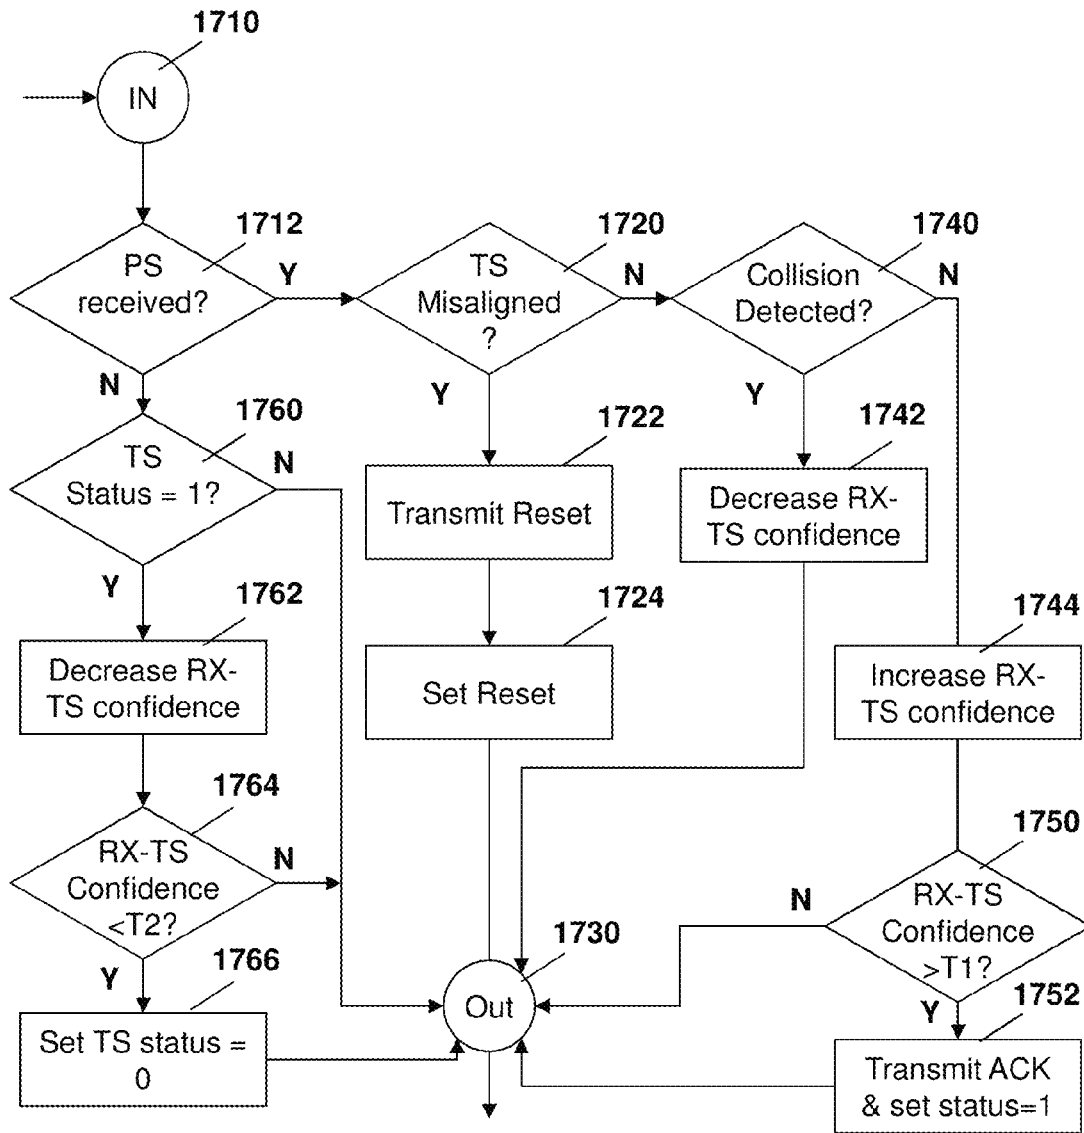 1710
IN
1712
PS
received?
Y
N
1720
TS
Misaligned
?
N
Y
1740
Collision
Detected?
N
Y
1760
TS
Status = 1?
N
Y
1722
Transmit Reset
1742
Decrease RX-
TS confidence
1762
Decrease RX-
TS confidence
1724
Set Reset
1744
Increase RX-
TS confidence
1764
RX-TS
Confidence
<T2?
N
Y
1750
RX-TS
Confidence
>T1?
N
Y
1730
Out
1766
Set TS status =
0
1752
Transmit ACK
& set status=1